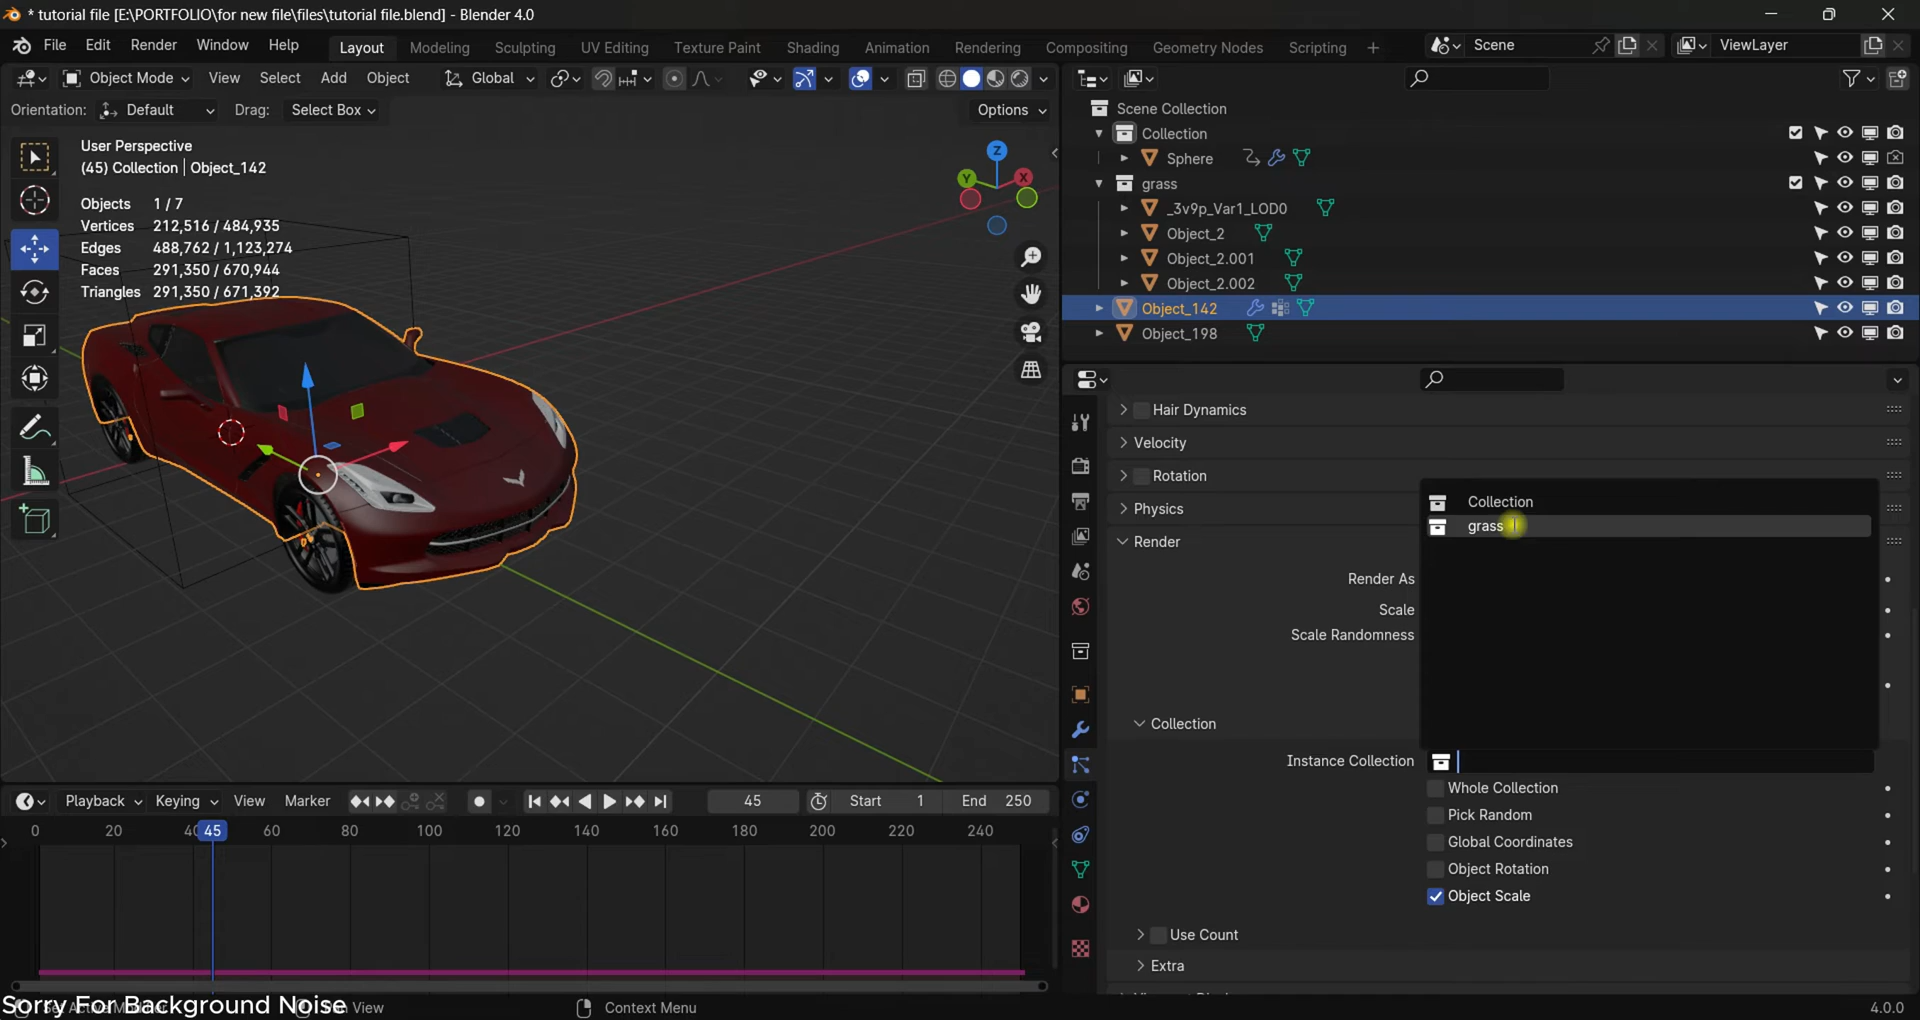 * tutorial file [E:\PORTFOLIO\for new file\files\tutorial file.blend] - Blender 4.0
File Edit Render Window Help Layout Modeling Sculpting UV Editing Texture Paint Shading Animation Rendering Compositing Geometry Nodes Scripting + Scene ViewLayer
Object Mode View Select Add Object Global
Orientation: Default Drag: Select Box Options
User Perspective
(45) Collection | Object_142
Objects 1 / 7
Vertices 212,516 / 484,935
Edges 488,762 / 1,123,274
Faces 291,350 / 670,944
Triangles 291,350 / 671,392
Z
Y
X
Scene Collection
Collection
Sphere
grass
_3v9p_Var1_LOD0
Object_2
Object_2.001
Object_2.002
Object_142
Object_198
Hair Dynamics
Velocity
Rotation
Physics
Render
Collection
grass
Render As
Scale
Scale Randomness
Collection
Instance Collection
Whole Collection
Pick Random
Global Coordinates
Object Rotation
Object Scale
Use Count
Extra
Playback Keying View Marker 45 Start 1 End 250
0 20 45 60 80 100 120 140 160 180 200 220 240
Sorry For Background Noise
View
Context Menu
4.0.0